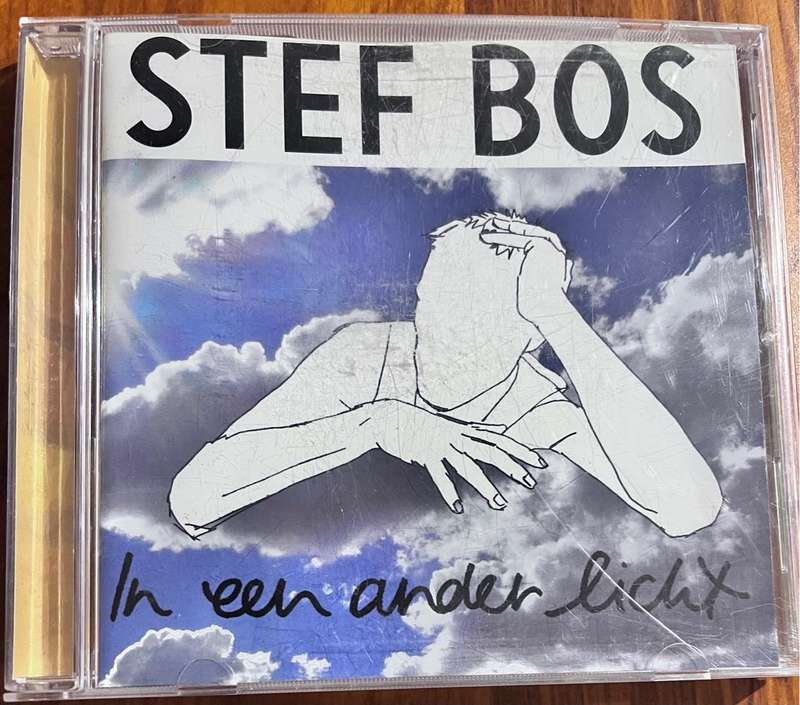 STEF BOS
In een ander licht